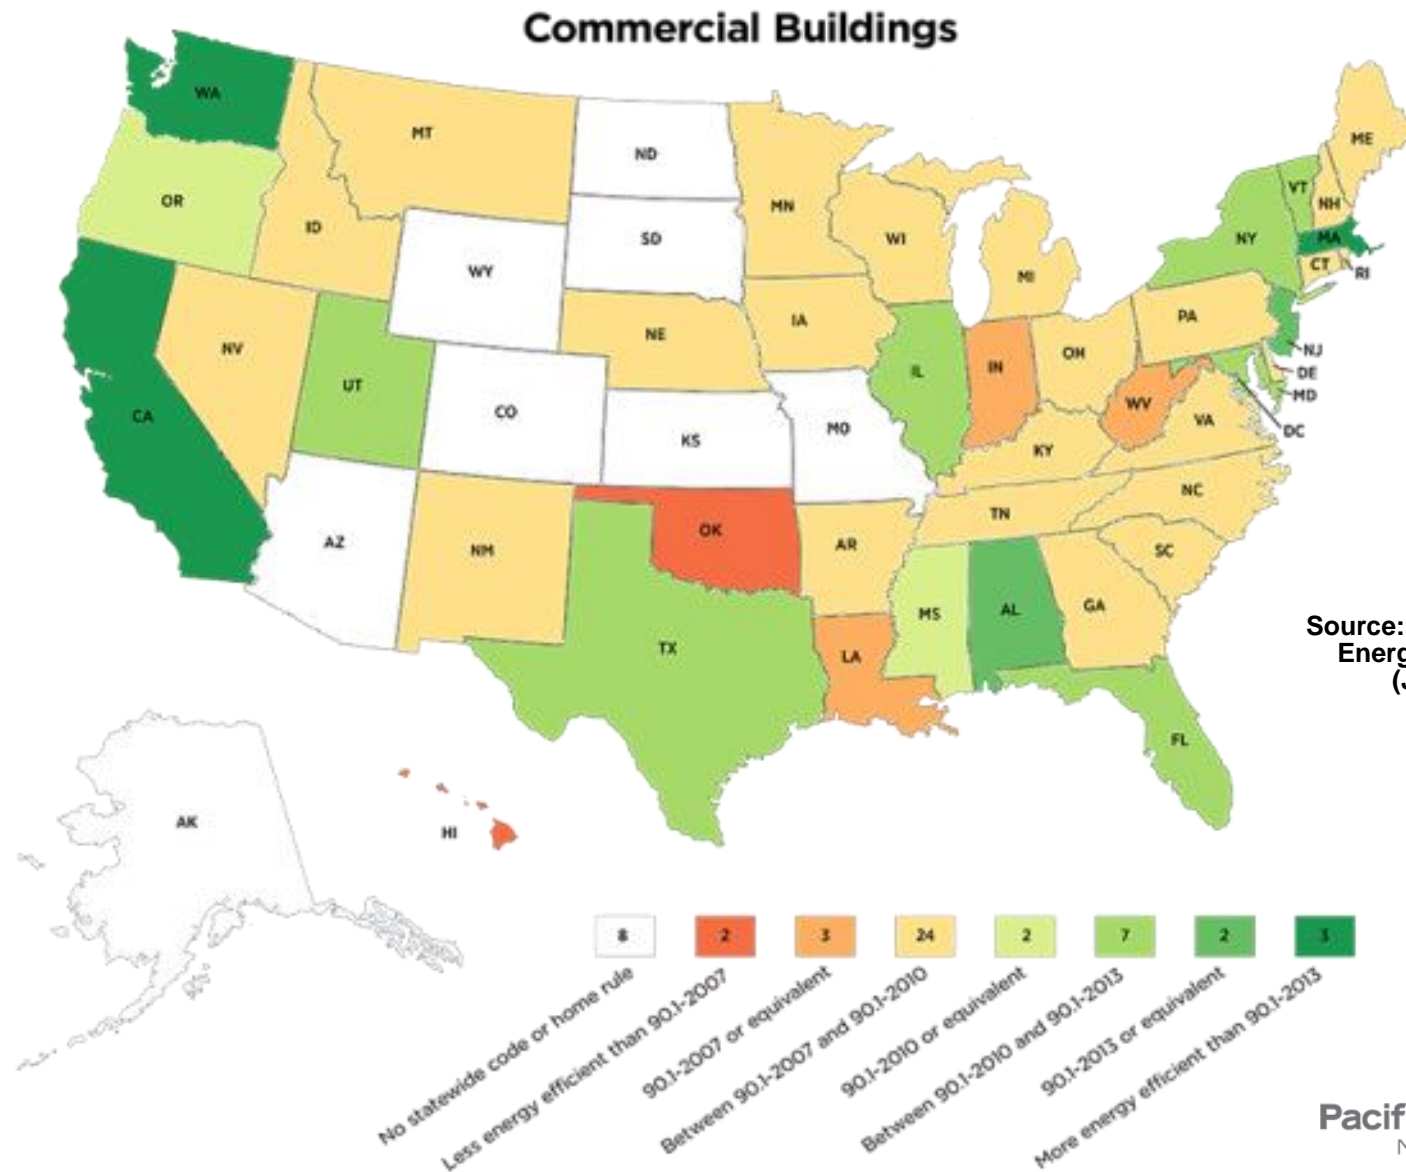 Commercial Buildings
WA
MT
ND
ME
OR
ID
MN
VT
NH
SD
WI
NY
MA
WY
MI
CT
RI
NE
IA
PA
NV
OH
NJ
UT
IL
IN
DE
CO
MD
CA
KS
MO
WV
VA
DC
KY
NC
TN
AZ
NM
OK
AR
SC
MS
AL
GA
TX
LA
Source:
Energ
(J
FL
AK
HI
8
2
3
24
2
7
2
3
No statewide code or home rule
Less energy efficient than 90.1-2007
90.1-2007 or equivalent
Between 90.1-2007 and 90.1-2010
90.1-2010 or equivalent
Between 90.1-2010 and 90.1-2013
90.1-2013 or equivalent
More energy efficient than 90.1-2013
Pacif
N